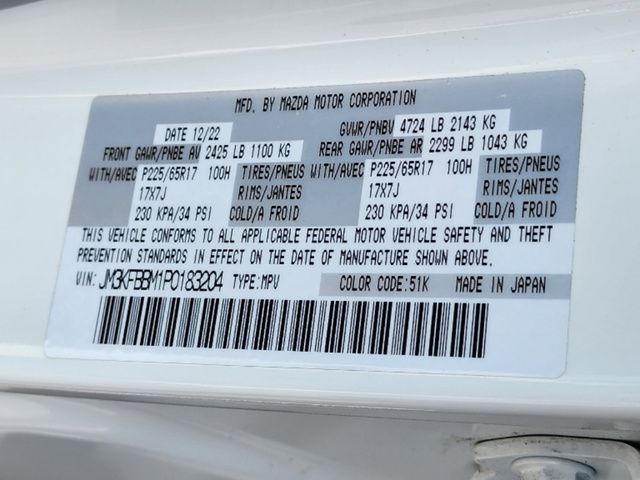 MFD. BY MAZDA MOTOR CORPORATION
DATE 12/22 GVWR/PNBV 4724 LB 2143 KG
FRONT GAWR/PNBE AV 2425 LB 1100 KG REAR GAWR/PNBE AR 2299 LB 1043 KG
WITH/AVEC P225/65R17 100H TIRES/PNEUS WITH/AVEC P225/65R17 100H TIRES/PNEUS
17X7J RIMS/JANTES 17X7J RIMS/JANTES
230 KPA/34 PSI COLD/A FROID 230 KPA/34 PSI COLD/A FROID
THIS VEHICLE CONFORMS TO ALL APPLICABLE FEDERAL MOTOR VEHICLE SAFETY AND THEFT
PREVENTION STANDARDS IN EFFECT ON THE DATE OF MANUFACTURE SHOWN ABOVE.
VIN: JM3KFBBM1P0183204 TYPE:MPV COLOR CODE:51K MADE IN JAPAN